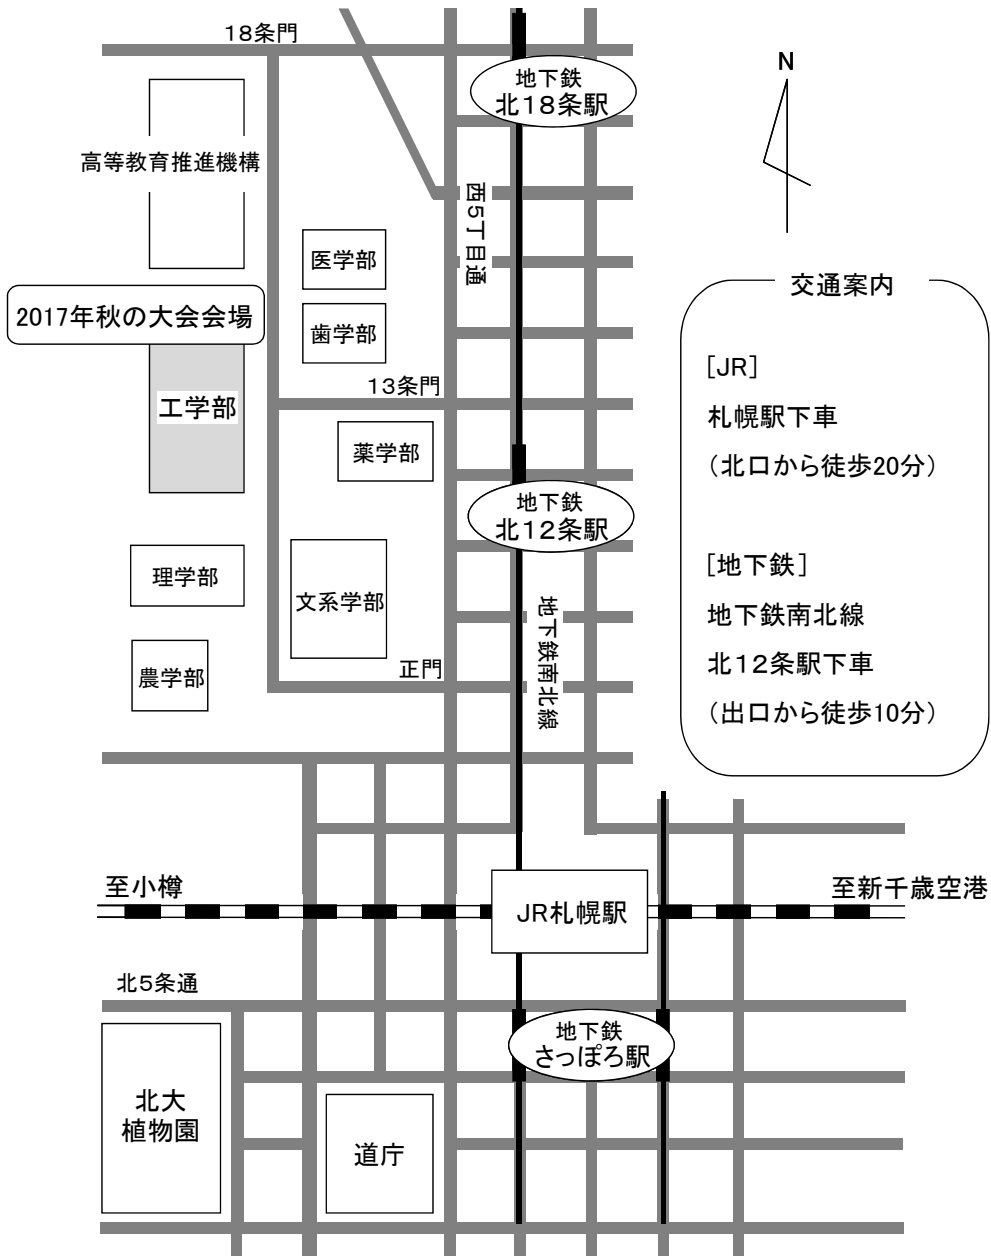 18条門
地下鉄
北18条駅
N
高等教育推進機構
西5丁目通
医学部
交通案内
2017年秋の大会会場
歯学部
[JR]
札幌駅下車
(北口から徒歩20分)
13条門
工学部
薬学部
地下鉄
北12条駅
[地下鉄]
地下鉄南北線
北12条駅下車
(出口から徒歩10分)
理学部
文系学部
地下鉄南北線
正門
農学部
至小樽
至新千歳空港
JR札幌駅
北5条通
地下鉄
さっぽろ駅
北大
植物園
道庁